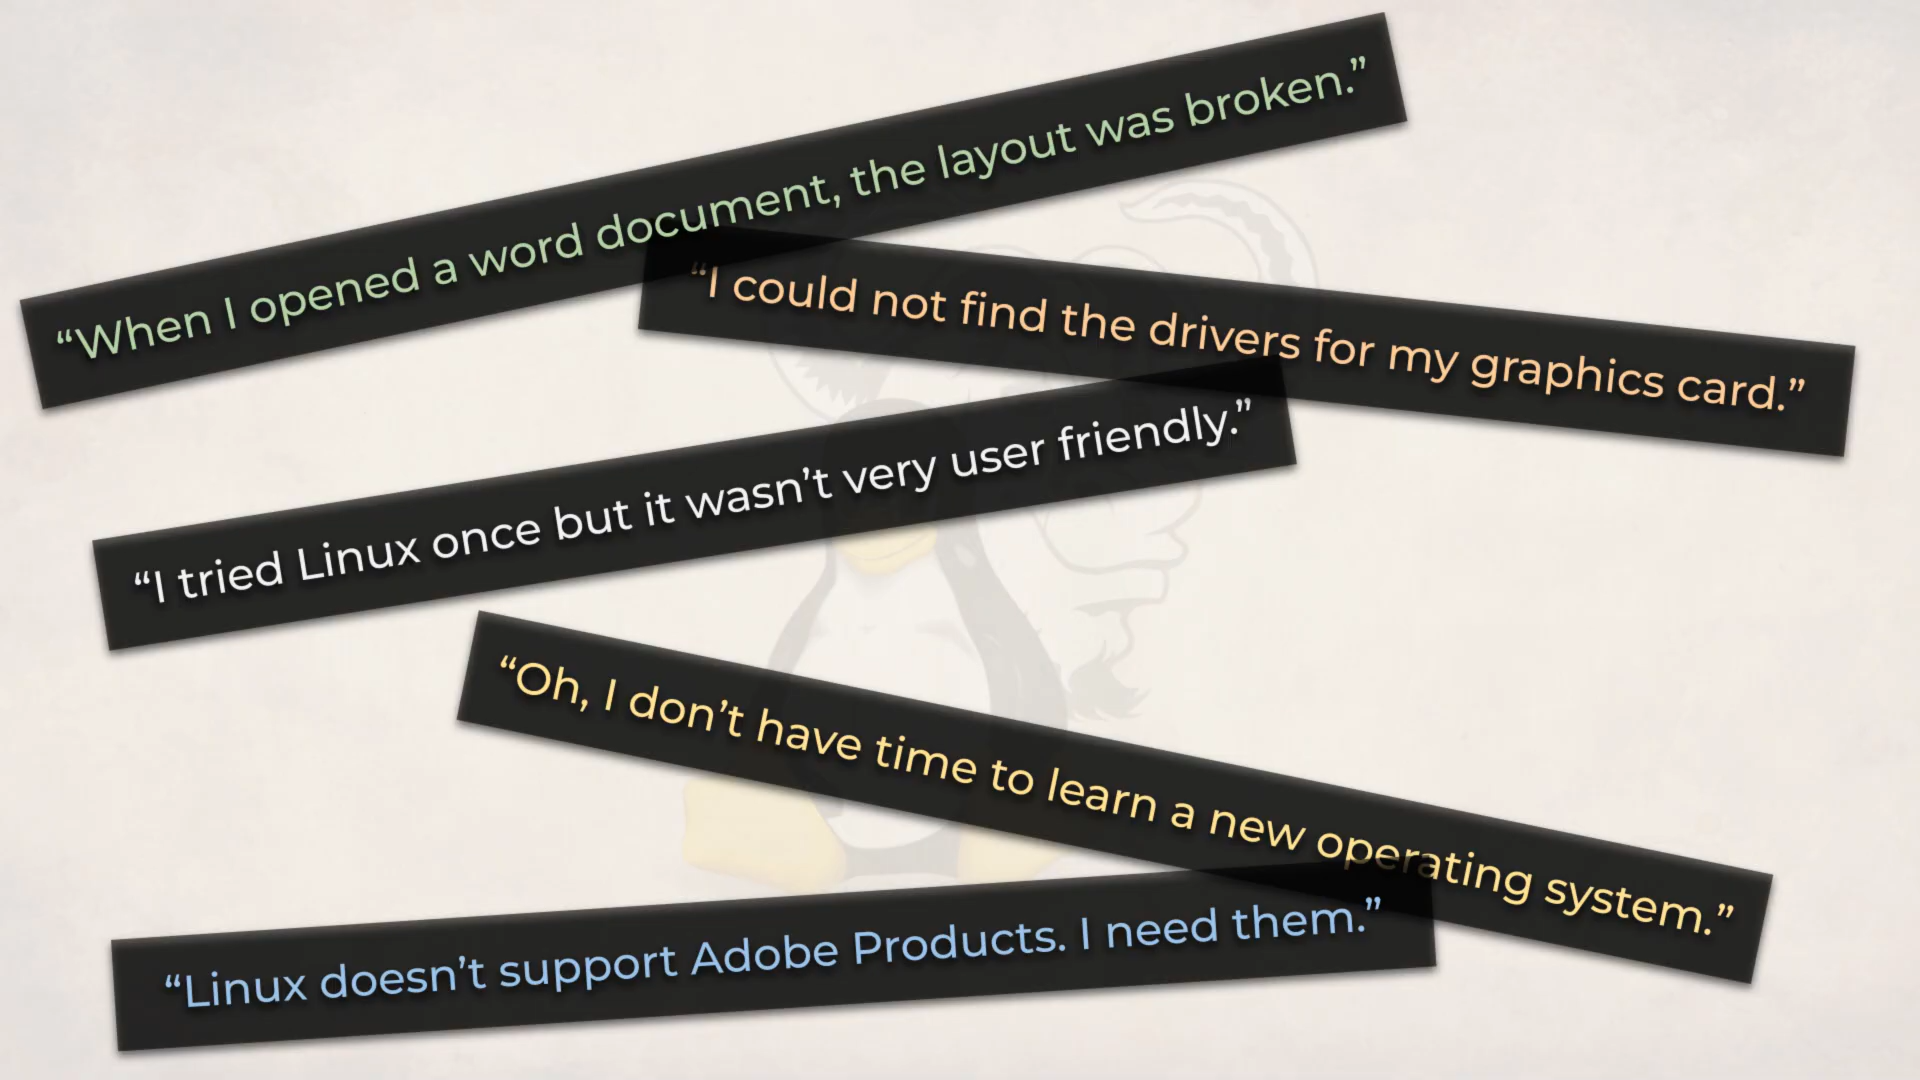 “When I opened a word document, the layout was broken.”
“I could not find the drivers for my graphics card.”
“I tried Linux once but it wasn’t very user friendly.”
“Oh, I don’t have time to learn a new operating system.”
“Linux doesn’t support Adobe Products. I need them.”